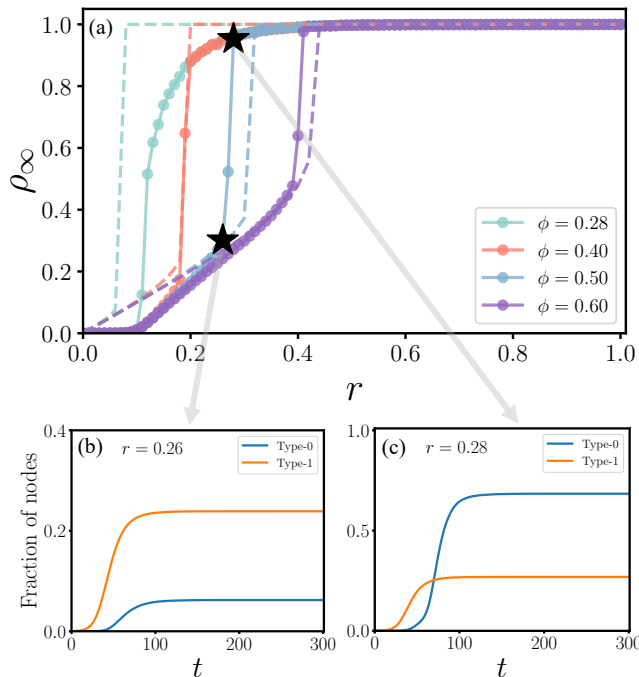 (a)
1.0
0.8
0.6
0.4
0.2
0.0
ρ∞
ϕ = 0.28
ϕ = 0.40
ϕ = 0.50
ϕ = 0.60
0.0 0.2 0.4 0.6 0.8 1.0
r
(b) r = 0.26
Type-0
Type-1
0.4
0.2
0.0
Fraction of nodes
0 100 200 300
t
(c) r = 0.28
Type-0
Type-1
1.0
0.5
0.0
0 100 200 300
t